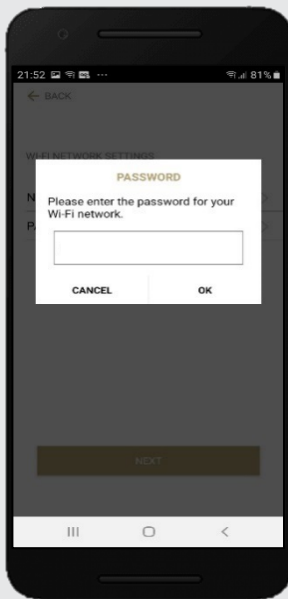 21:52 ... 81%
← BACK
WI-FI NETWORK SETTINGS
N
PA
PASSWORD
Please enter the password for your
Wi-Fi network.
CANCEL OK
NEXT